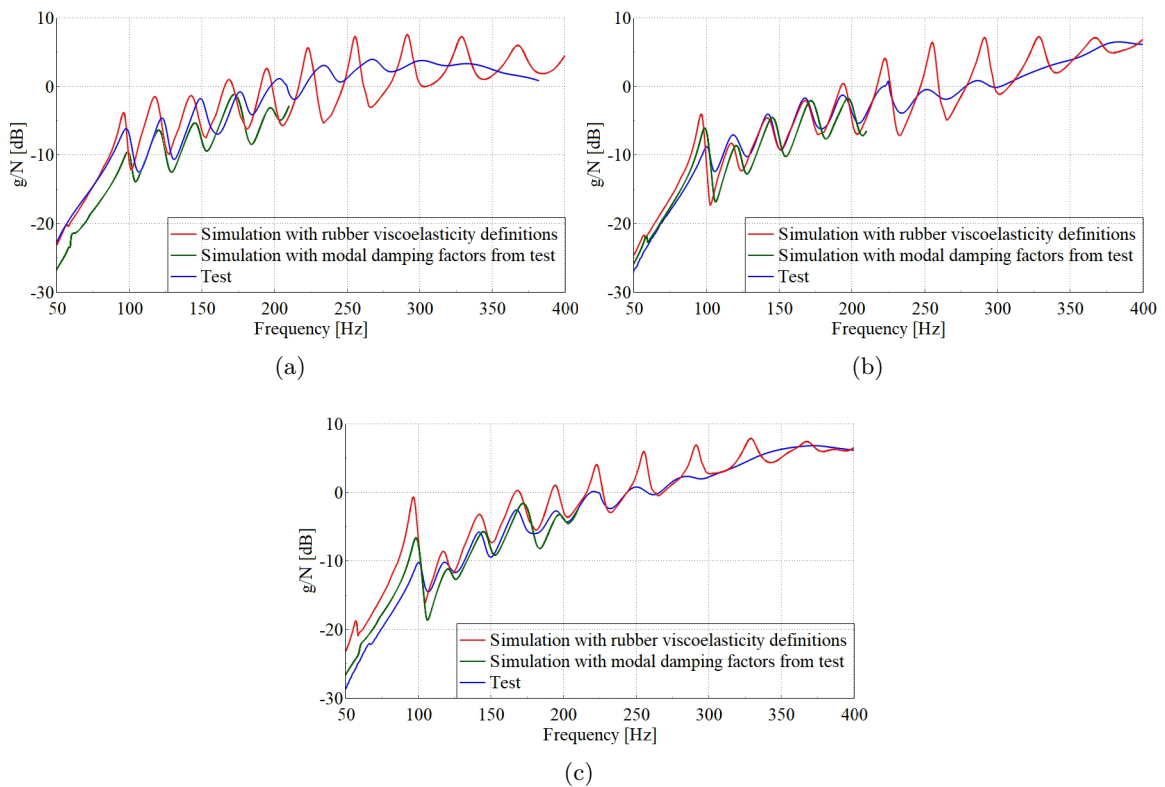 10
0
-10
-20
-30
g/N [dB]
50 100 150 200 250 300 350 400
Frequency [Hz]
Simulation with rubber viscoelasticity definitions
Simulation with modal damping factors from test
Test
(a)
10
0
-10
-20
-30
g/N [dB]
50 100 150 200 250 300 350 400
Frequency [Hz]
Simulation with rubber viscoelasticity definitions
Simulation with modal damping factors from test
Test
(b)
10
0
-10
-20
-30
g/N [dB]
50 100 150 200 250 300 350 400
Frequency [Hz]
Simulation with rubber viscoelasticity definitions
Simulation with modal damping factors from test
Test
(c)